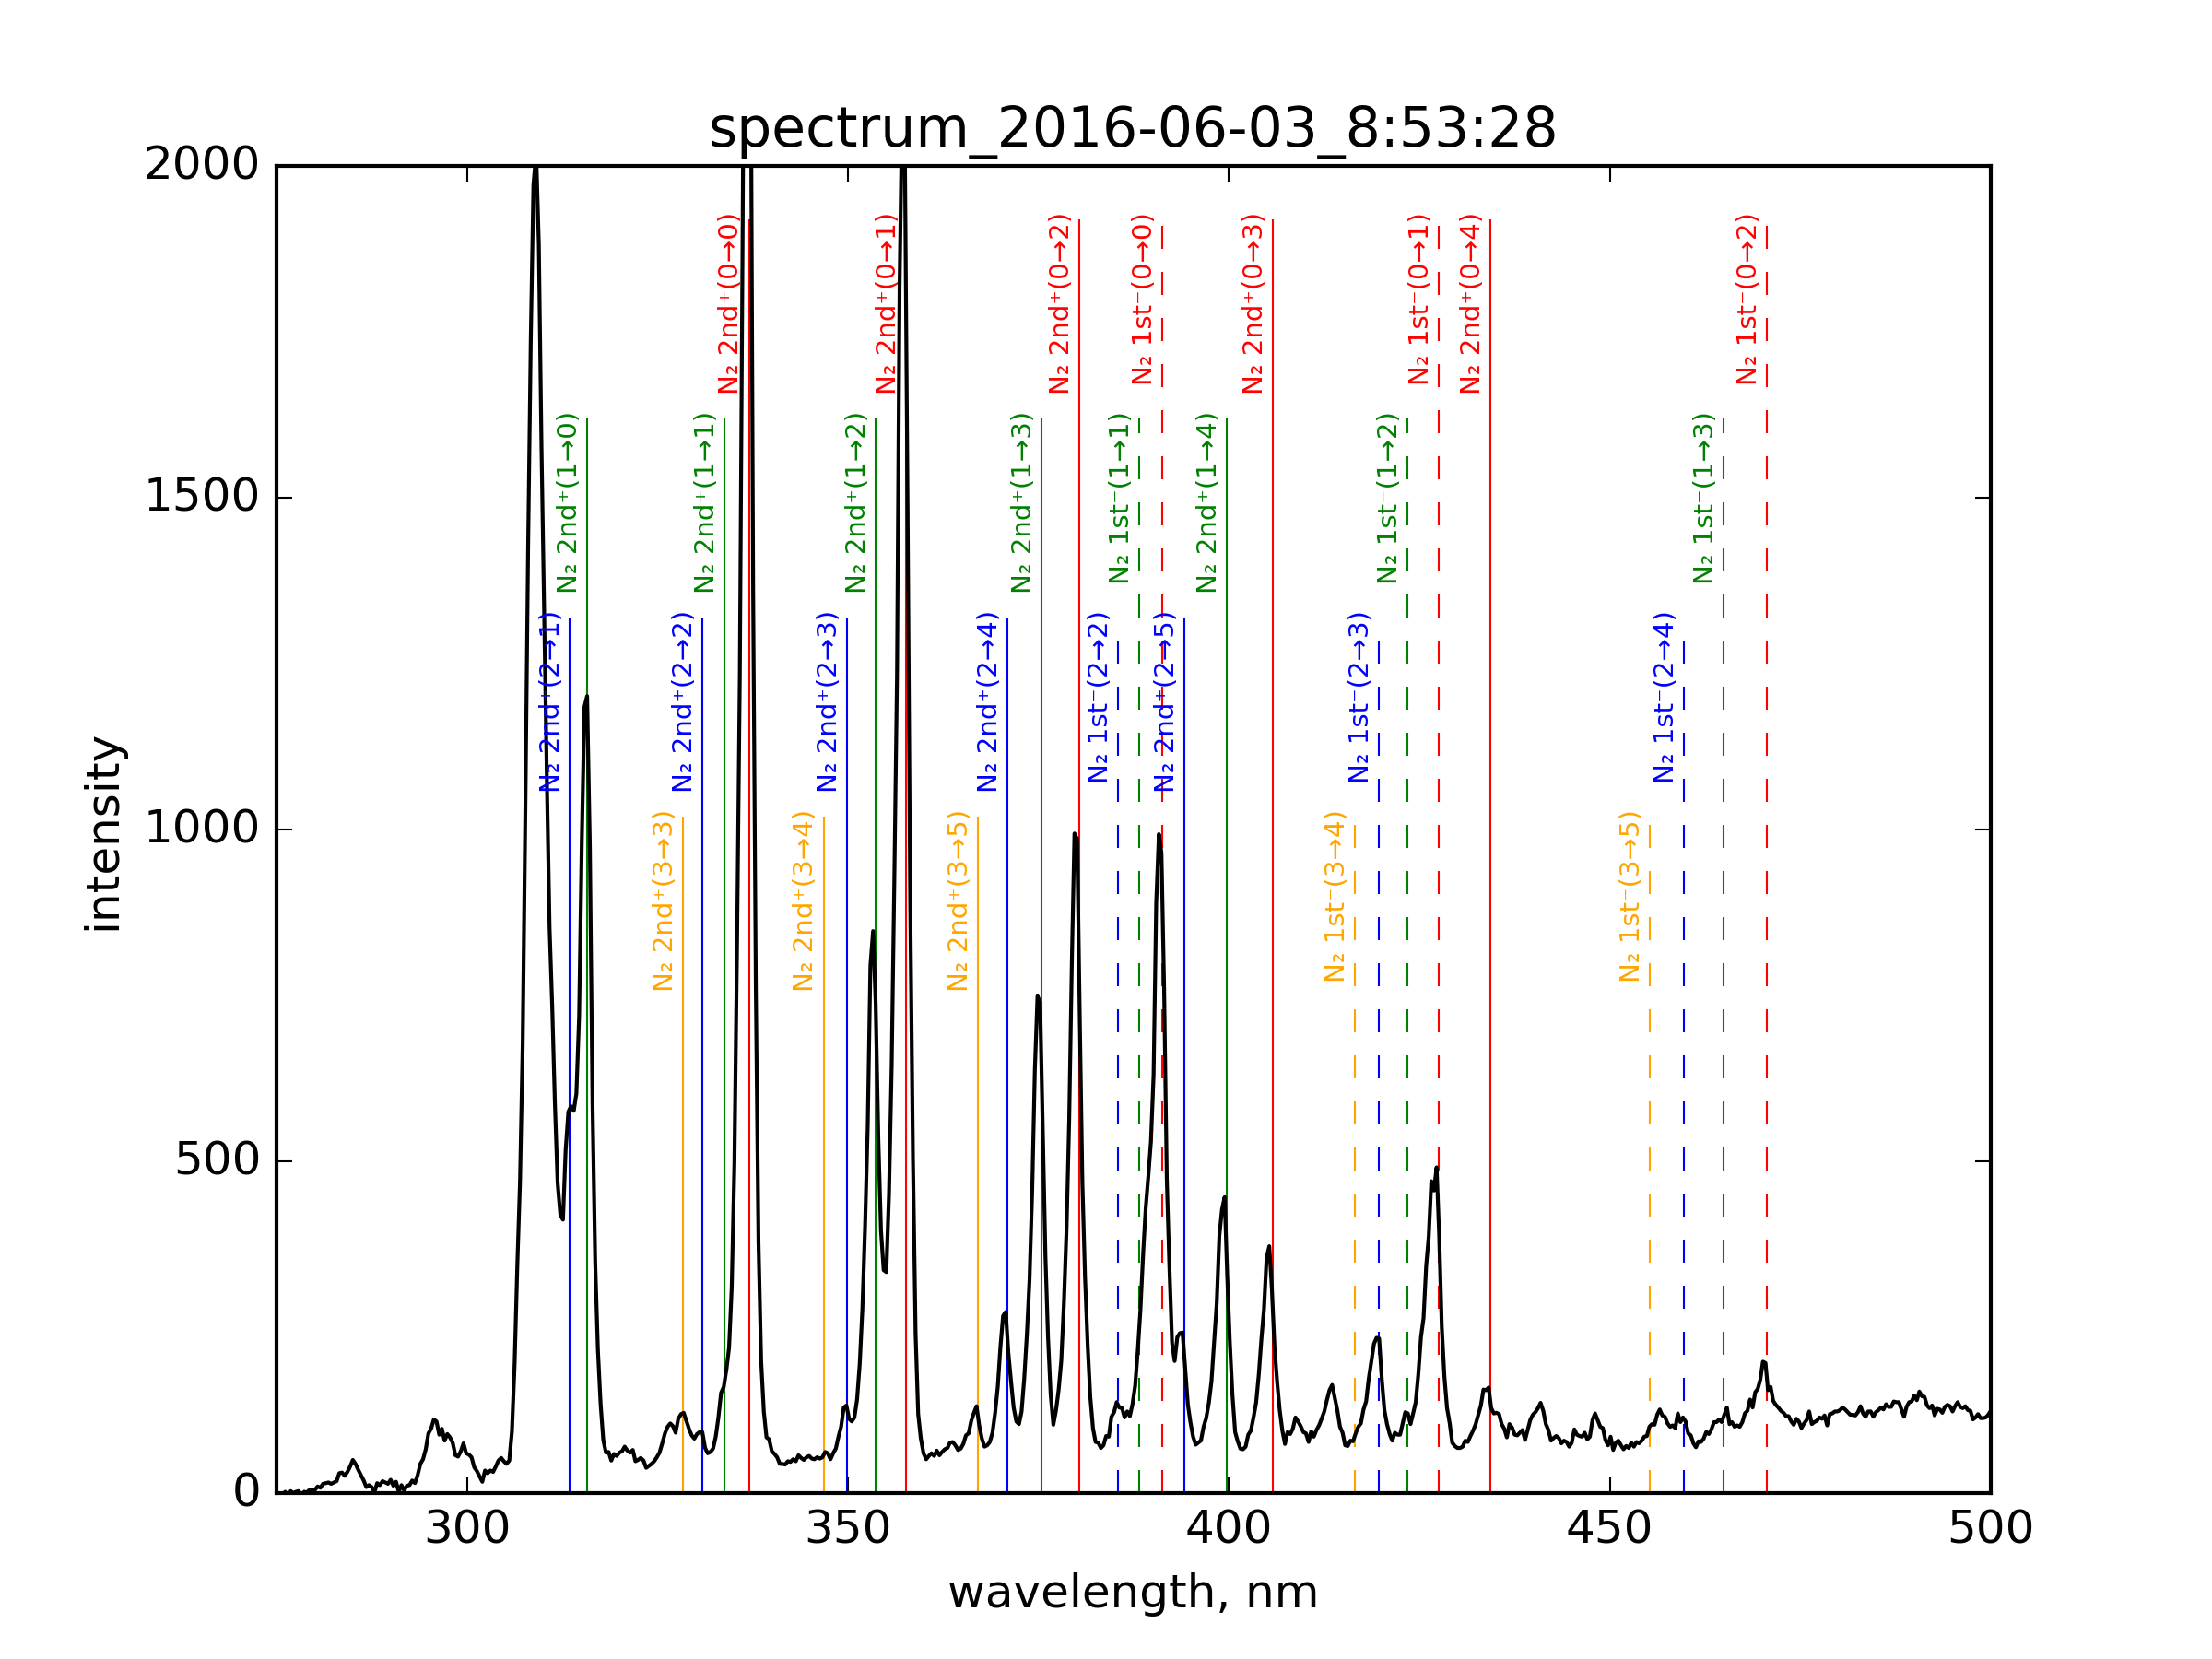 spectrum_2016-06-03_8:53:28
2000
1500
1000
500
0
intensity
N₂ 2nd⁺(0→0)
N₂ 2nd⁺(0→1)
N₂ 2nd⁺(0→2)
N₂ 1st⁻(0→0)
N₂ 2nd⁺(0→3)
N₂ 1st⁻(0→1)
N₂ 2nd⁺(0→4)
N₂ 1st⁻(0→2)
N₂ 2nd⁺(1→0)
N₂ 2nd⁺(1→1)
N₂ 2nd⁺(1→2)
N₂ 2nd⁺(1→3)
N₂ 1st⁻(1→1)
N₂ 2nd⁺(1→4)
N₂ 1st⁻(1→2)
N₂ 1st⁻(1→3)
N₂ 2nd⁺(2→1)
N₂ 2nd⁺(2→2)
N₂ 2nd⁺(2→3)
N₂ 2nd⁺(2→4)
N₂ 1st⁻(2→2)
N₂ 2nd⁺(2→5)
N₂ 1st⁻(2→3)
N₂ 1st⁻(2→4)
N₂ 2nd⁺(3→3)
N₂ 2nd⁺(3→4)
N₂ 2nd⁺(3→5)
N₂ 1st⁻(3→4)
N₂ 1st⁻(3→5)
300 350 400 450 500
wavelength, nm